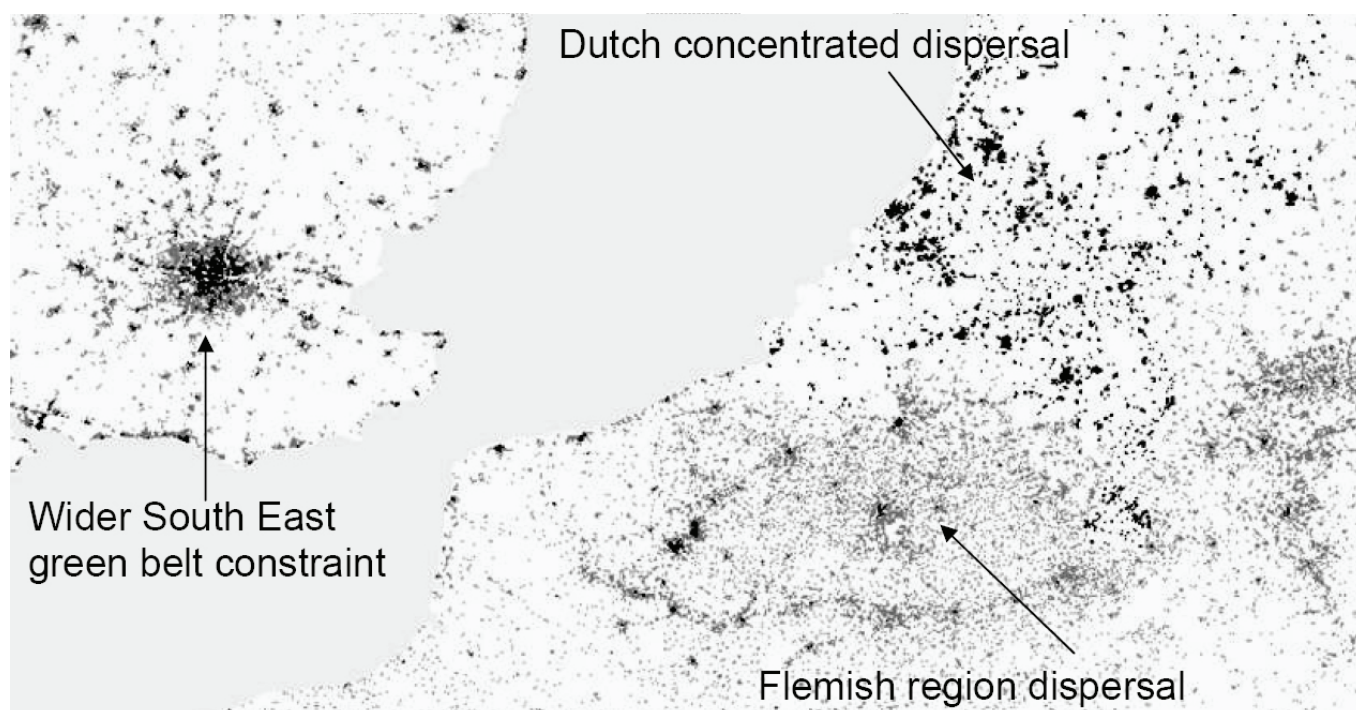 Dutch concentrated dispersal
Wider South East
green belt constraint
Flemish region dispersal